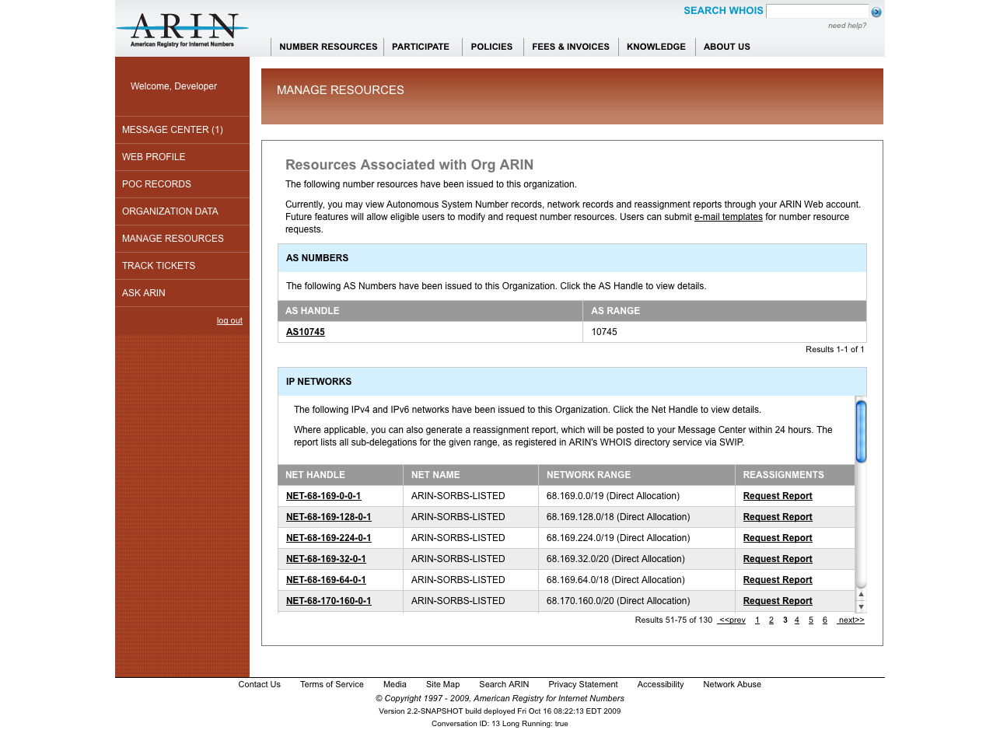 ARIN
American Registry for Internet Numbers
SEARCH WHOIS
need help?
NUMBER RESOURCES PARTICIPATE POLICIES FEES & INVOICES KNOWLEDGE ABOUT US
Welcome, Developer
MESSAGE CENTER (1)
WEB PROFILE
POC RECORDS
ORGANIZATION DATA
MANAGE RESOURCES
TRACK TICKETS
ASK ARIN
log out
MANAGE RESOURCES
Resources Associated with Org ARIN
The following number resources have been issued to this organization.
Currently, you may view Autonomous System Number records, network records and reassignment reports through your ARIN Web account.
Future features will allow eligible users to modify and request number resources. Users can submit e-mail templates for number resource
requests.
AS NUMBERS
The following AS Numbers have been issued to this Organization. Click the AS Handle to view details.
AS HANDLE AS RANGE
AS10745 10745
Results 1-1 of 1
IP NETWORKS
The following IPv4 and IPv6 networks have been issued to this Organization. Click the Net Handle to view details.
Where applicable, you can also generate a reassignment report, which will be posted to your Message Center within 24 hours. The
report lists all sub-delegations for the given range, as registered in ARIN's WHOIS directory service via SWIP.
NET HANDLE NET NAME NETWORK RANGE REASSIGNMENTS
NET-68-169-0-0-1 ARIN-SORBS-LISTED 68.169.0.0/19 (Direct Allocation) Request Report
NET-68-169-128-0-1 ARIN-SORBS-LISTED 68.169.128.0/18 (Direct Allocation) Request Report
NET-68-169-224-0-1 ARIN-SORBS-LISTED 68.169.224.0/19 (Direct Allocation) Request Report
NET-68-169-32-0-1 ARIN-SORBS-LISTED 68.169.32.0/20 (Direct Allocation) Request Report
NET-68-169-64-0-1 ARIN-SORBS-LISTED 68.169.64.0/18 (Direct Allocation) Request Report
NET-68-170-160-0-1 ARIN-SORBS-LISTED 68.170.160.0/20 (Direct Allocation) Request Report
Results 51-75 of 130 <<prev 1 2 3 4 5 6 next>>
Contact Us Terms of Service Media Site Map Search ARIN Privacy Statement Accessibility Network Abuse
© Copyright 1997 - 2009, American Registry for Internet Numbers
Version 2.2-SNAPSHOT build deployed Fri Oct 16 08:22:13 EDT 2009
Conversation ID: 13 Long Running: true